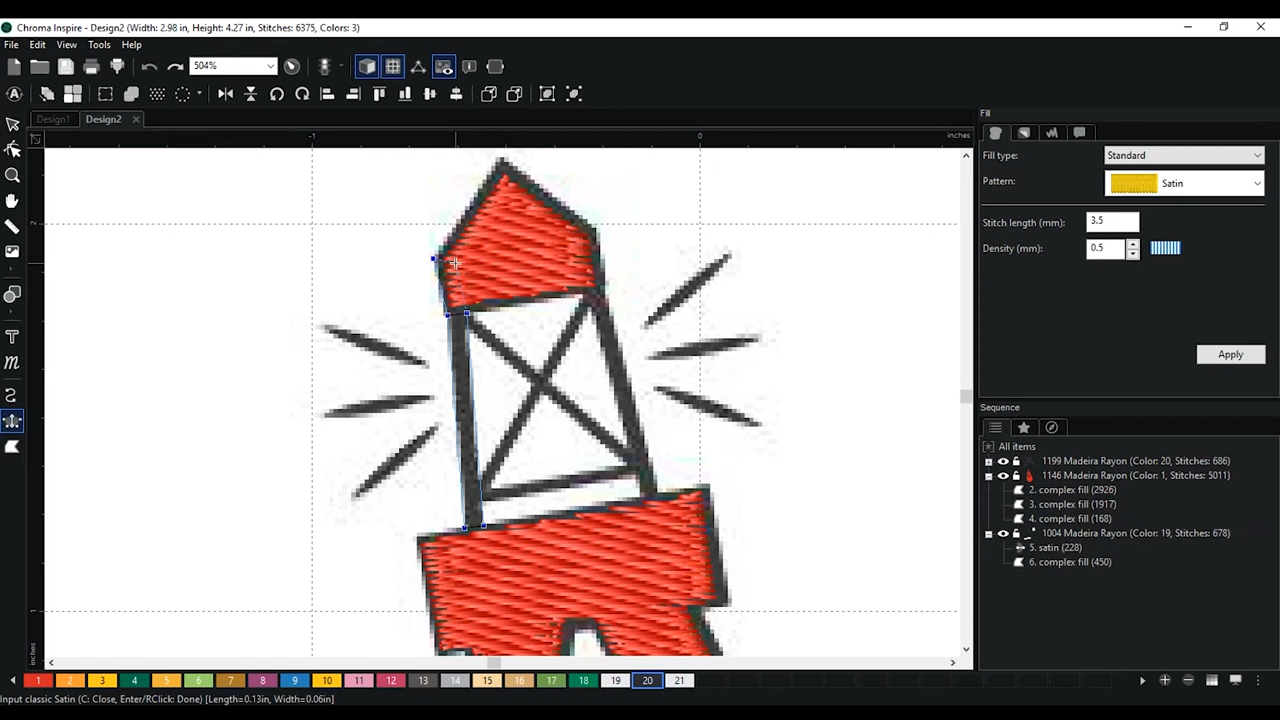 Chroma Inspire - Design2 (Width: 2.98 in, Height: 4.27 in, Stitches: 6375, Colors: 3)
File Edit View Tools Help
504%
Design1 Design2
-1 0 inches
2
1
inches
Fill
Fill type: Standard
Pattern: Satin
Stitch length (mm): 3.5
Density (mm): 0.5
Apply
Sequence
All items
1199 Madeira Rayon (Color: 20, Stitches: 686)
1146 Madeira Rayon (Color: 1, Stitches: 5011)
2. complex fill (2926)
3. complex fill (1917)
4. complex fill (168)
1004 Madeira Rayon (Color: 19, Stitches: 678)
5. satin (228)
6. complex fill (450)
1 2 3 4 5 6 7 8 9 10 11 12 13 14 15 16 17 18 19 20 21
Input classic Satin (C: Close, Enter/RClick: Done) [Length=0.13in, Width=0.06in]